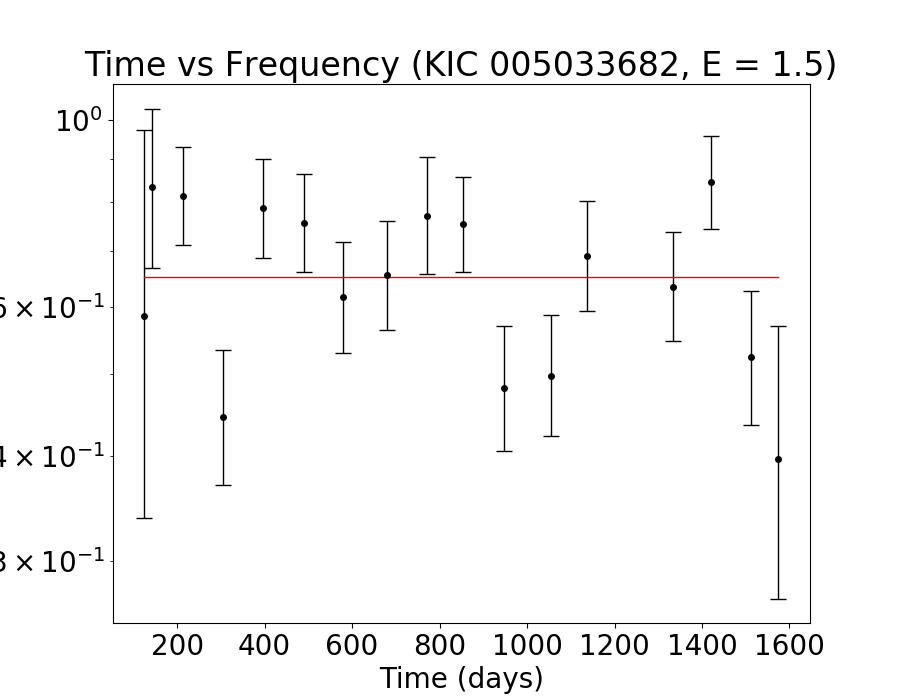 Time vs Frequency (KIC 005033682, E = 1.5)
10⁰
6 × 10⁻¹
4 × 10⁻¹
3 × 10⁻¹
200 400 600 800 1000 1200 1400 1600
Time (days)